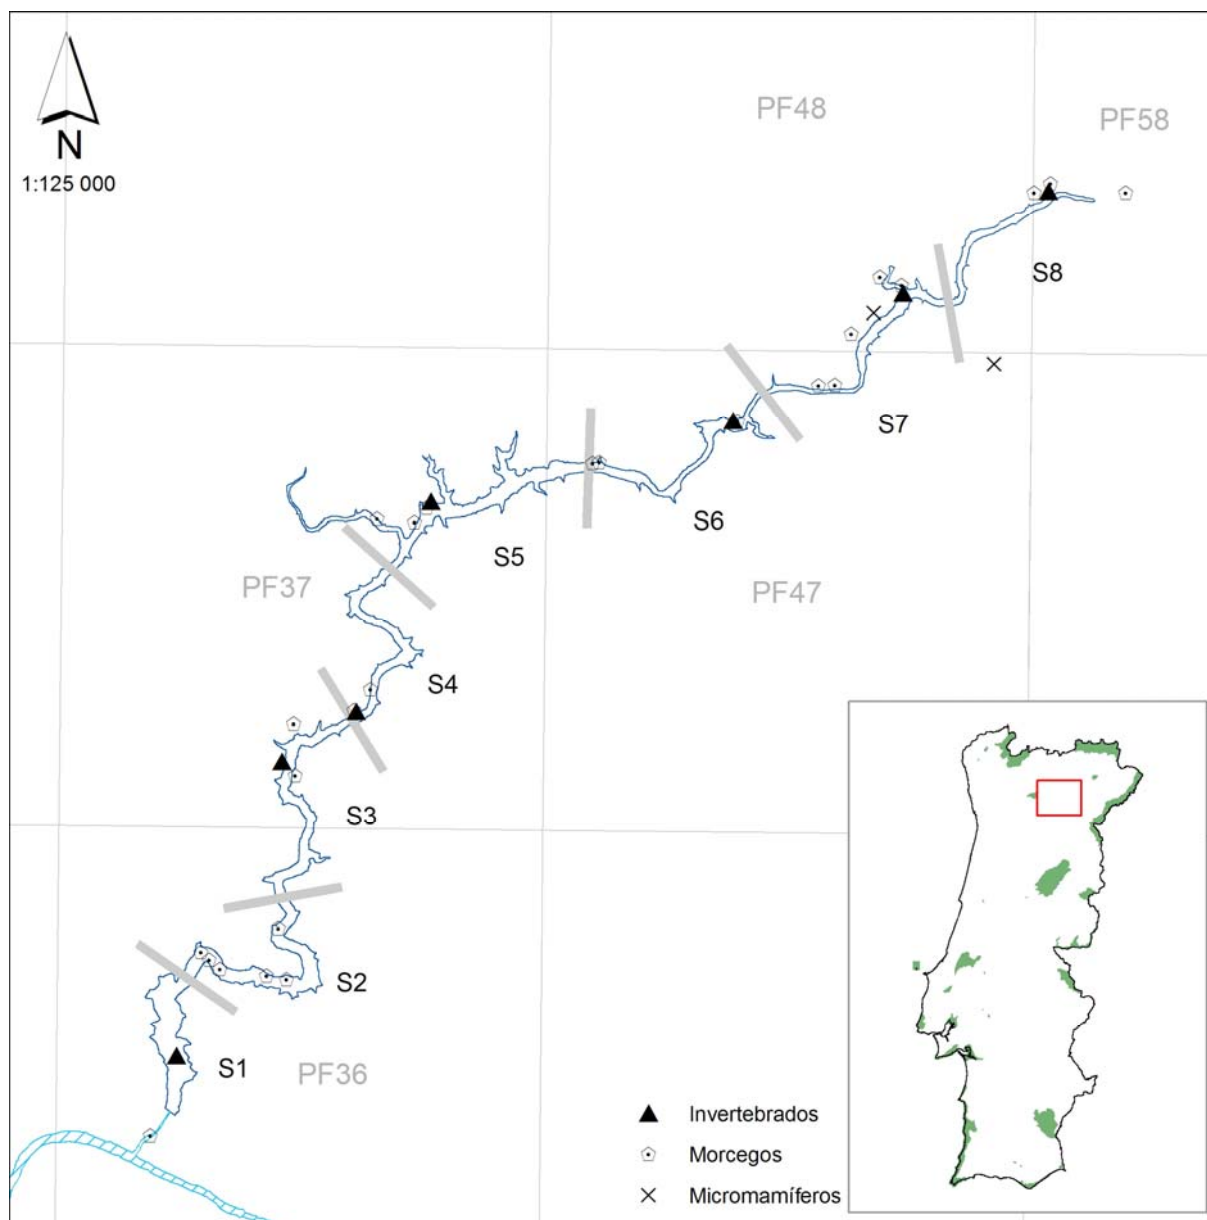 PF48
PF58
N
1:125 000
S8
S7
S6
S5
PF37
PF47
S4
S3
S2
S1
PF36
Invertebrados
Morcegos
Micromamíferos